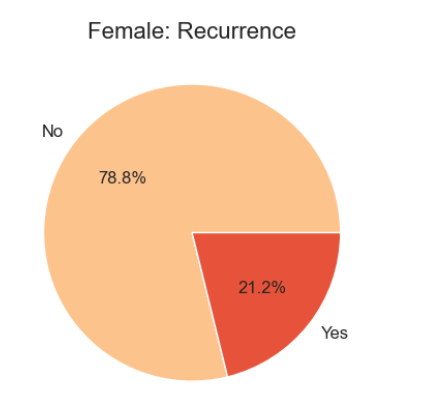 Female: Recurrence
No
78.8%
21.2%
Yes